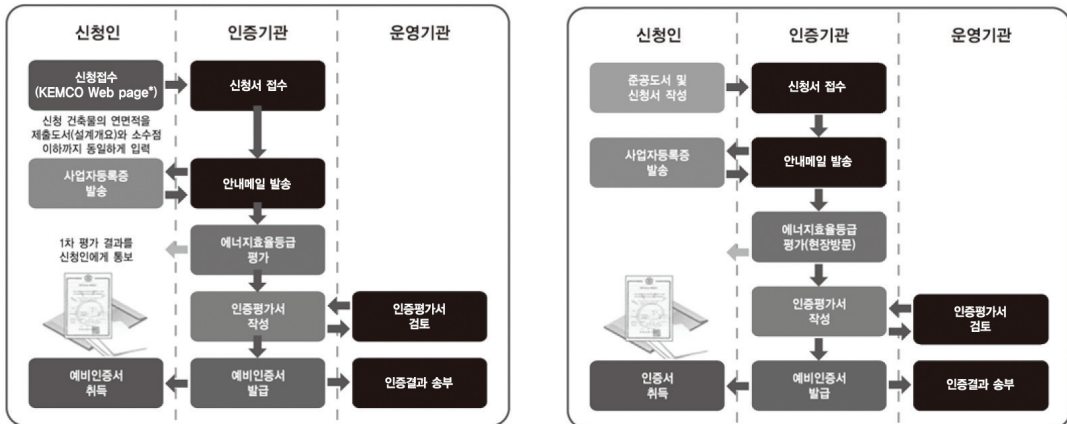 신청인
인증기관
운영기관
신청접수
(KEMCO Web page*)
신청서 접수
신청 건축물의 연면적을
제출도서(설계개요)와 소수점
이하까지 동일하게 입력
사업자등록증
발송
안내메일 발송
1차 평가 결과를
신청인에게 통보
에너지효율등급
평가
인증평가서
작성
인증평가서
검토
예비인증서
취득
예비인증서
발급
인증결과 송부
신청인
인증기관
운영기관
준공도서 및
신청서 작성
신청서 접수
사업자등록증
발송
안내메일 발송
에너지효율등급
평가(현장방문)
인증평가서
작성
인증평가서
검토
인증서
취득
예비인증서
발급
인증결과 송부